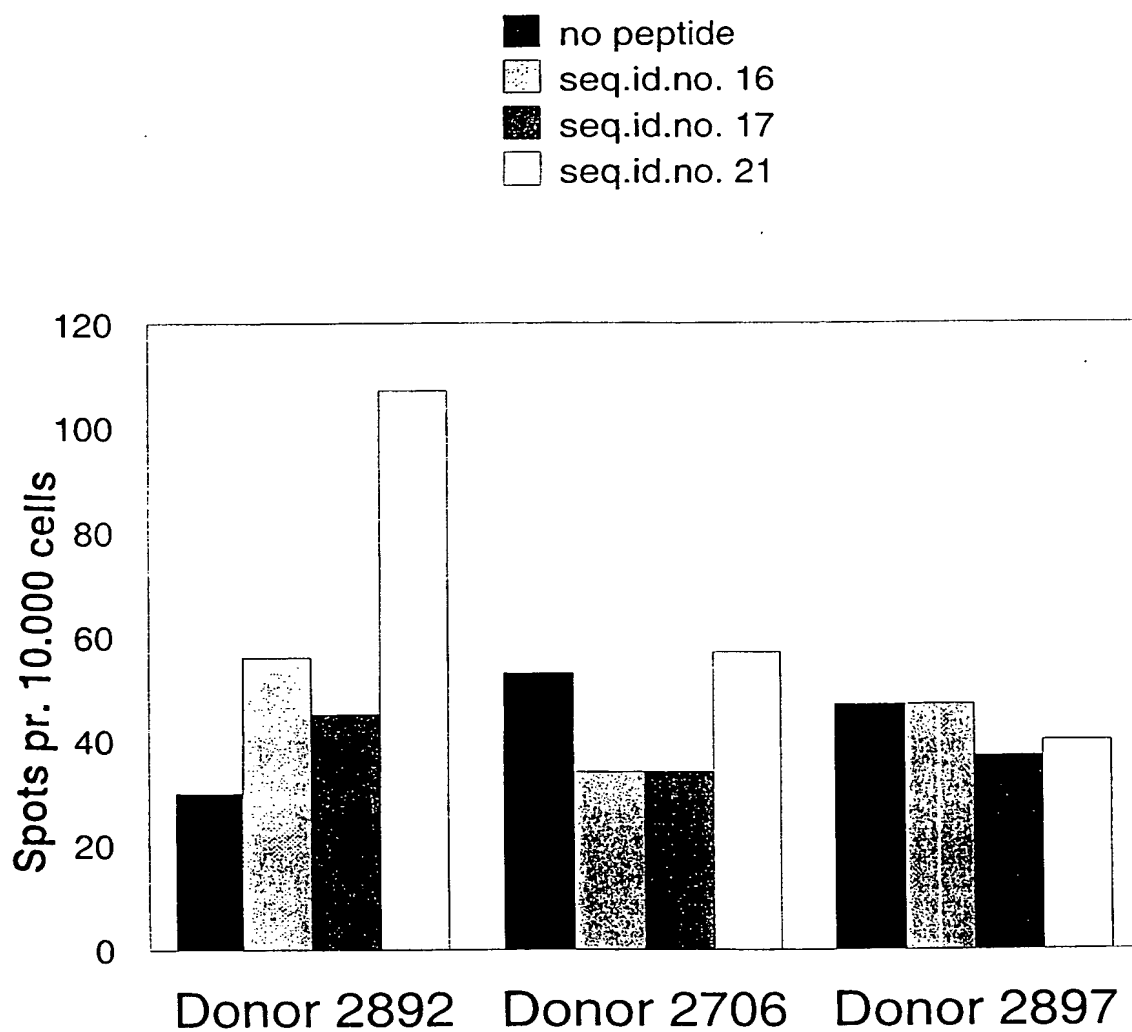 no peptide
seq.id.no. 16
seq.id.no. 17
seq.id.no. 21
120
100
80
60
40
20
0
Spots pr. 10.000 cells
Donor 2892
Donor 2706
Donor 2897